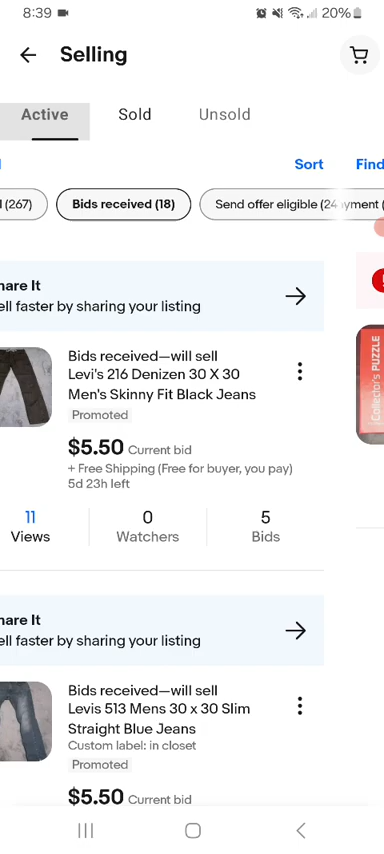 8:39 20%
Selling
Active Sold Unsold
Sort Find
(267) Bids received (18) Send offer eligible (24 yment (
hare It
ell faster by sharing your listing
Bids received—will sell
Levi's 216 Denizen 30 X 30
Men's Skinny Fit Black Jeans
Promoted
$5.50 Current bid
+ Free Shipping (Free for buyer, you pay)
5d 23h left
11 0 5
Views Watchers Bids
Collector's PUZZLE
hare It
ell faster by sharing your listing
Bids received—will sell
Levis 513 Mens 30 x 30 Slim
Straight Blue Jeans
Custom label: in closet
Promoted
$5.50 Current bid